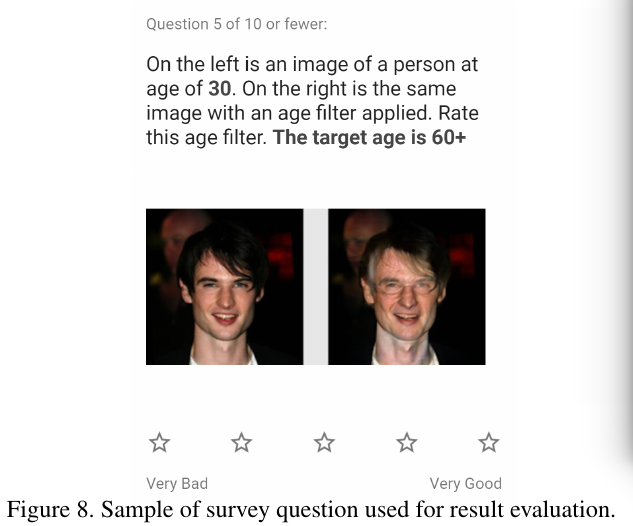 Question 5 of 10 or fewer:
On the left is an image of a person at
age of 30. On the right is the same
image with an age filter applied. Rate
this age filter. The target age is 60+
Very Bad
Very Good
Figure 8. Sample of survey question used for result evaluation.